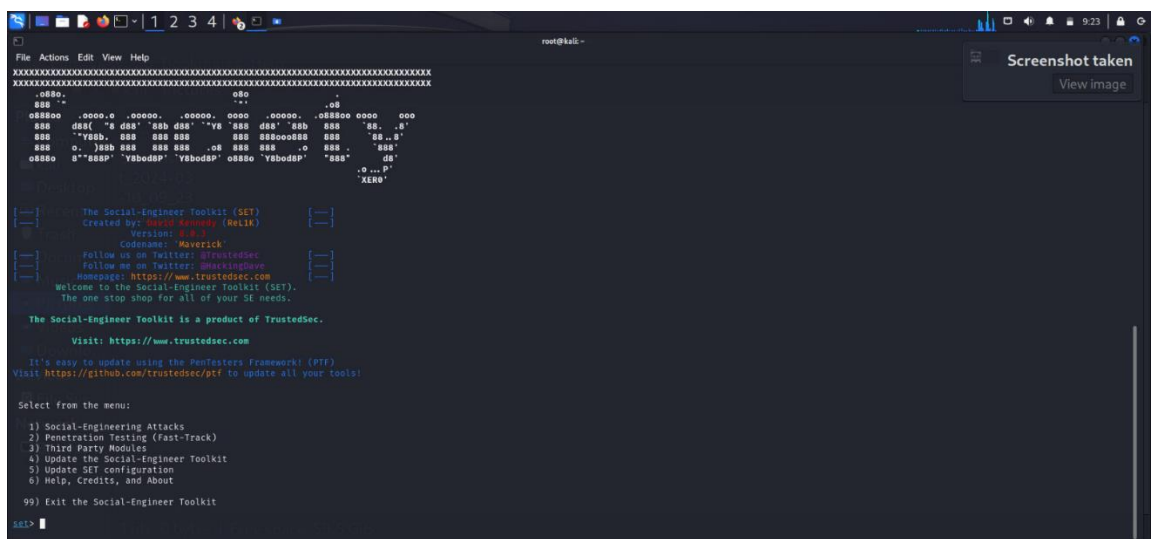 1 2 3 4
9:23
root@kali: ~
File Actions Edit View Help
Screenshot taken
View image
XXXXXXXXXXXXXXXXXXXXXXXXXXXXXXXXXXXXXXXXXXXXXXXXXXXXXXXXXXXXXXXXXXXXXXXXXXX
XXXXXXXXXXXXXXXXXXXXXXXXXXXXXXXXXXXXXXXXXXXXXXXXXXXXXXXXXXXXXXXXXXXXXXXXXXX
`XER0'
[---] The Social-Engineer Toolkit (SET) [---]
[---] Created by: David Kennedy (ReL1K) [---]
Version: 8.0.3
Codename: 'Maverick'
[---] Follow us on Twitter: @TrustedSec [---]
[---] Follow me on Twitter: @HackingDave [---]
[---] Homepage: https://www.trustedsec.com [---]
Welcome to the Social-Engineer Toolkit (SET).
The one stop shop for all of your SE needs.
The Social-Engineer Toolkit is a product of TrustedSec.
Visit: https://www.trustedsec.com
It's easy to update using the PenTesters Framework! (PTF)
Visit https://github.com/trustedsec/ptf to update all your tools!
Select from the menu:
1) Social-Engineering Attacks
2) Penetration Testing (Fast-Track)
3) Third Party Modules
4) Update the Social-Engineer Toolkit
5) Update SET configuration
6) Help, Credits, and About
99) Exit the Social-Engineer Toolkit
set>